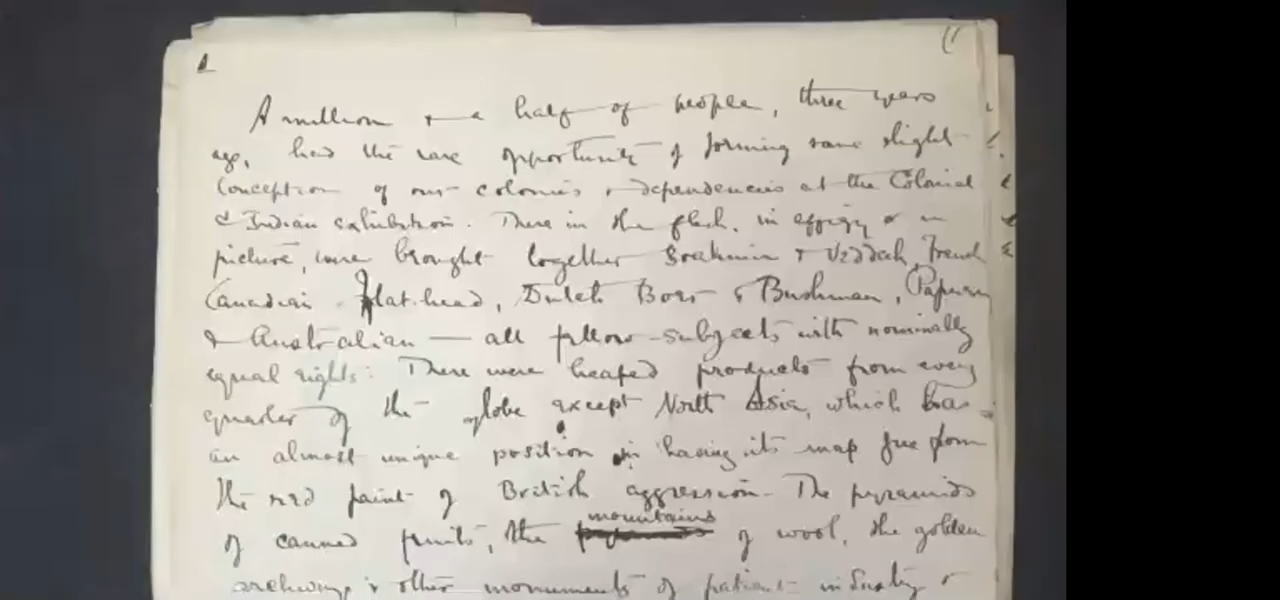 1
A million & a half of people, three years
ago, had the rare opportunity of forming some slight
conception of our colonies & dependencies at the Colonial
& Indian exhibition. There in the flesh, in effigy or in
picture, were brought together Brahmin & Veddah, French
Canadian & Flat-head, Dutch Boer & Bushman, Papuan
& Australian — all fellow-subjects with nominally
equal rights. There were heaped products from every
quarter of the globe except North Asia, which has
an almost unique position in having its map free from
the red paint of British aggression. The pyramids
mountains
of canned fruits, the of wool, the golden
archways & other monuments of patient industry &